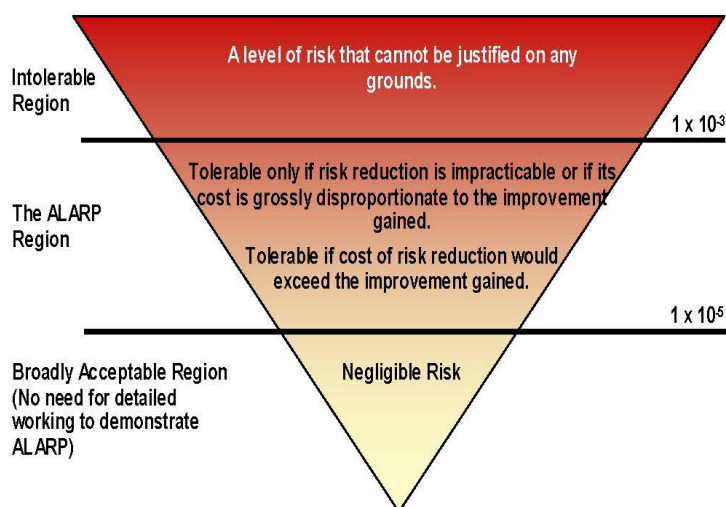 A level of risk that cannot be justified on any
grounds.
Intolerable
Region
1 x 10⁻³
Tolerable only if risk reduction is impracticable or if its
cost is grossly disproportionate to the improvement
gained.
The ALARP
Region
Tolerable if cost of risk reduction would
exceed the improvement gained.
1 x 10⁻⁵
Broadly Acceptable Region
(No need for detailed
working to demonstrate
ALARP)
Negligible Risk